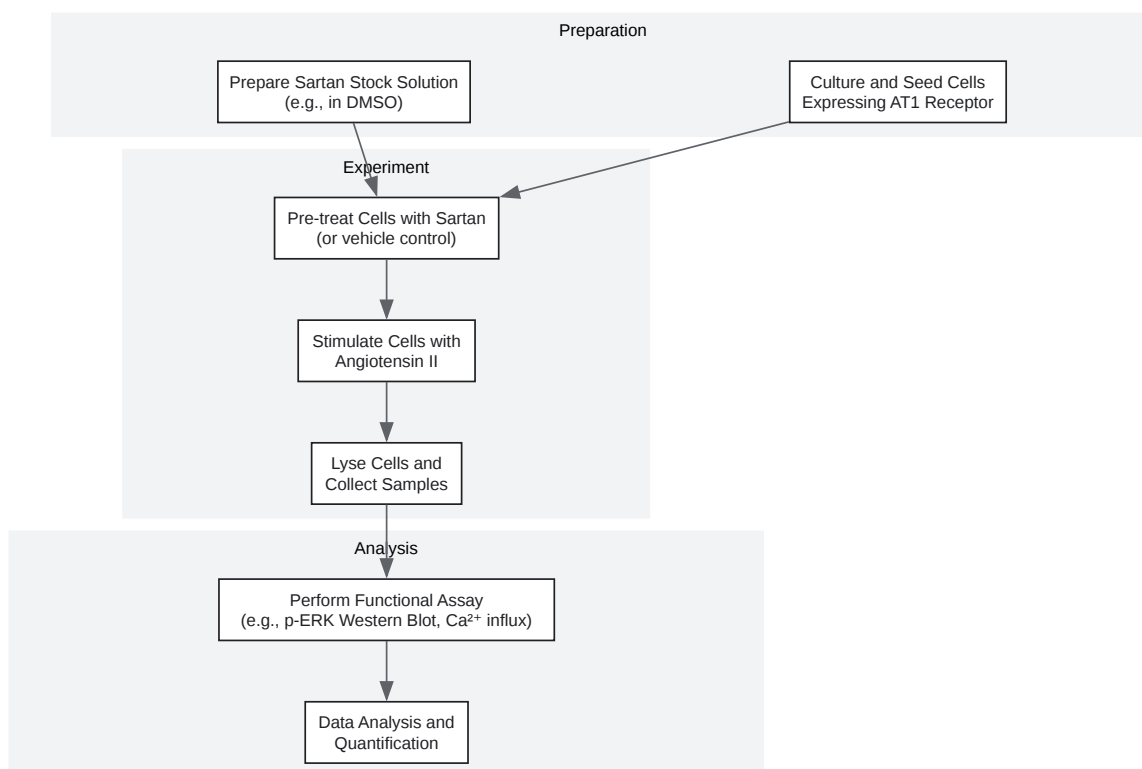 Preparation
Prepare Sartan Stock Solution
(e.g., in DMSO)
Culture and Seed Cells
Expressing AT1 Receptor
Experiment
Pre-treat Cells with Sartan
(or vehicle control)
Stimulate Cells with
Angiotensin II
Lyse Cells and
Collect Samples
Analysis
Perform Functional Assay
(e.g., p-ERK Western Blot, Ca²⁺ influx)
Data Analysis and
Quantification